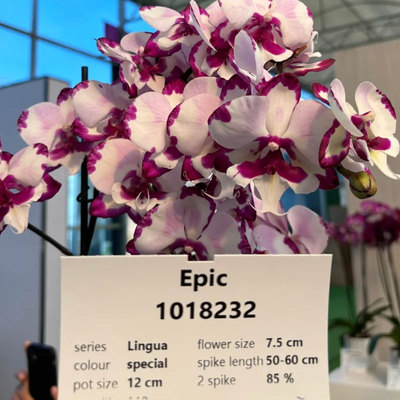 Epic
1018232
series Lingua flower size 7.5 cm
colour special spike length 50-60 cm
pot size 12 cm 2 spike 85 %